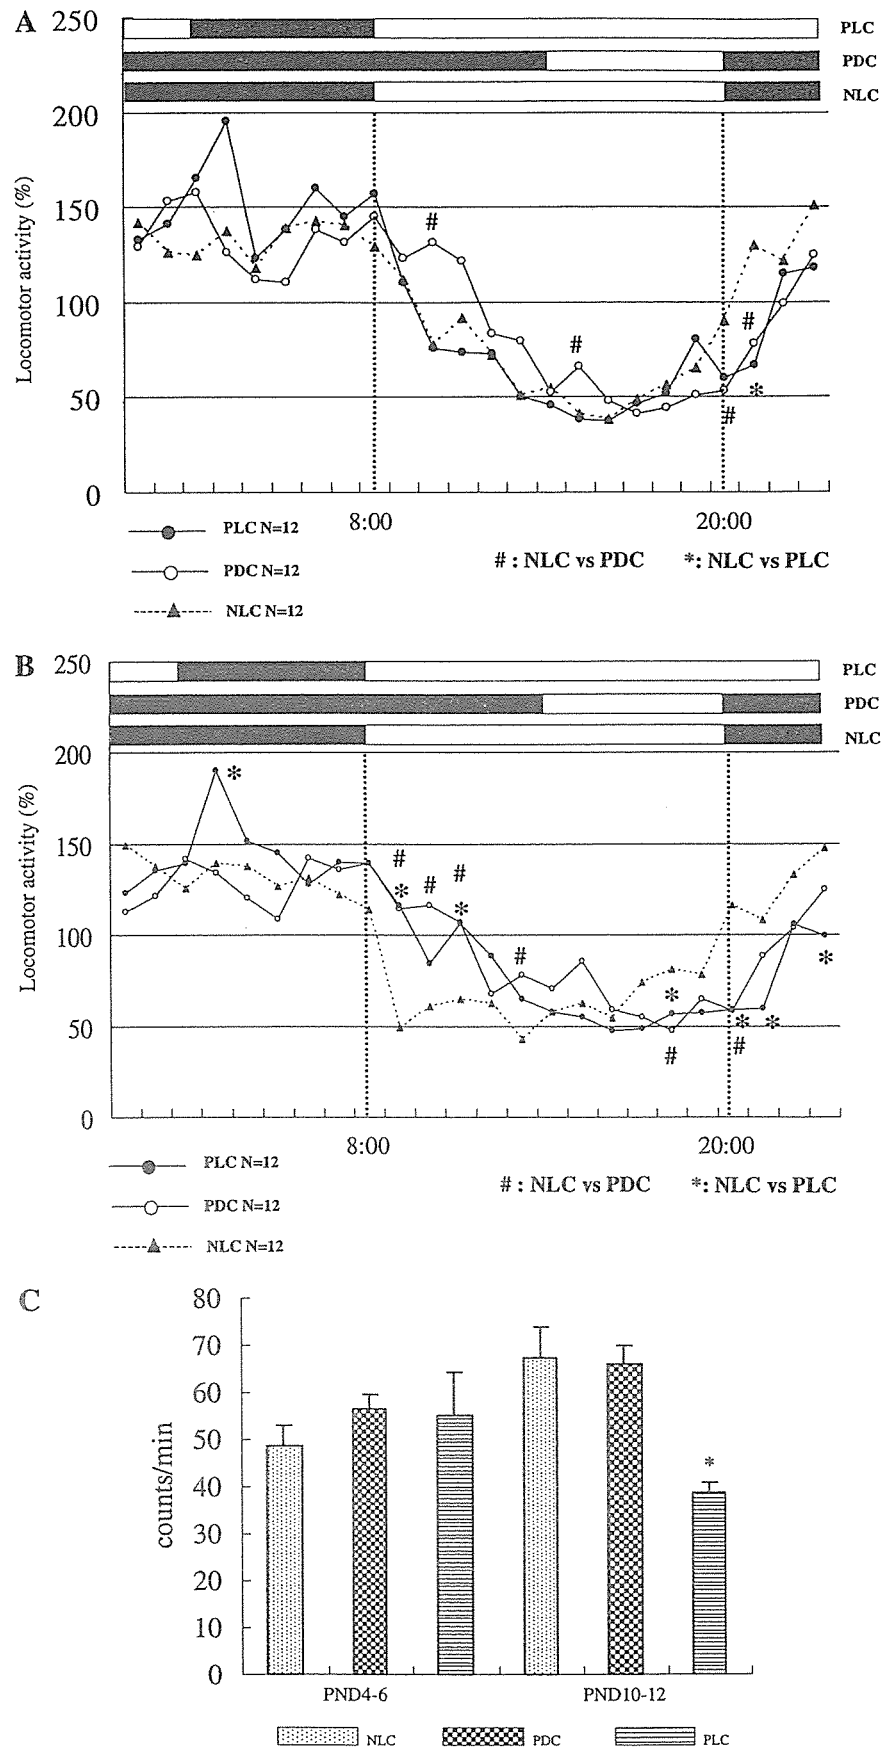 A 250 PLC
PDC
NLC
200
150 #
100 # #
50 * #
0
Locomotor activity (%)
8:00 20:00
PLC N=12
PDC N=12
NLC N=12
# : NLC vs PDC *: NLC vs PLC
B 250 PLC
PDC
NLC
200 *
150 # # #
* *
100 # *
* 
50 * *
# #
0
Locomotor activity (%)
8:00 20:00
PLC N=12
PDC N=12
NLC N=12
# : NLC vs PDC *: NLC vs PLC
C
80
70
60
50
40 *
30
20
10
0
counts/min
PND4-6 PND10-12
NLC PDC PLC